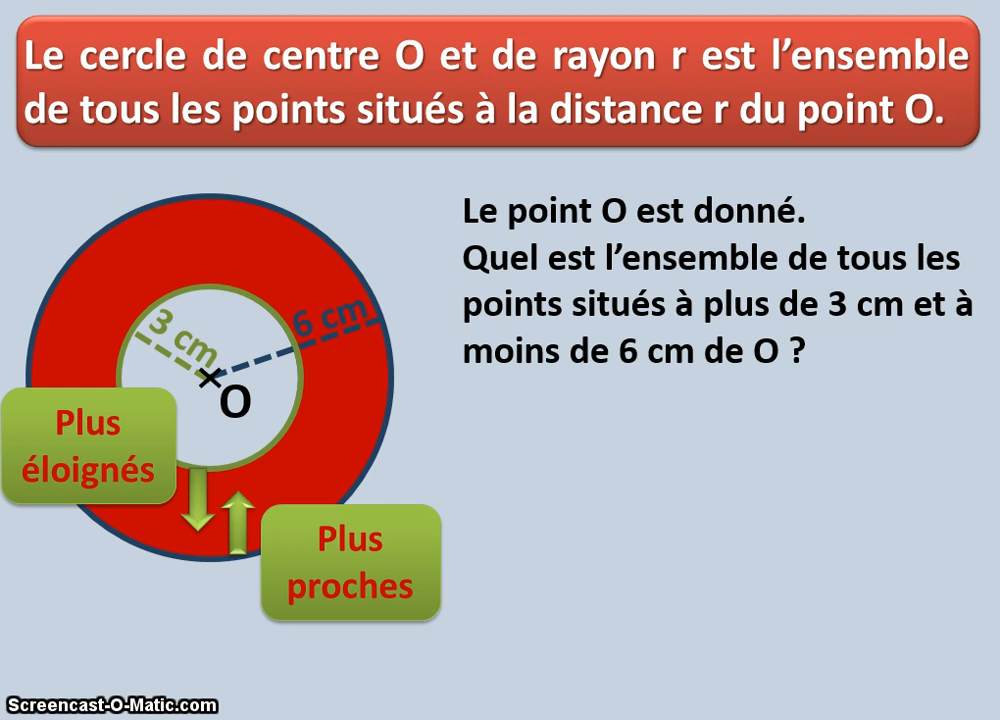 Le cercle de centre O et de rayon r est l’ensemble
de tous les points situés à la distance r du point O.
Le point O est donné.
Quel est l’ensemble de tous les
points situés à plus de 3 cm et à
moins de 6 cm de O ?
3 cm
6 cm
O
Plus
éloignés
Plus
proches
Screencast-O-Matic.com